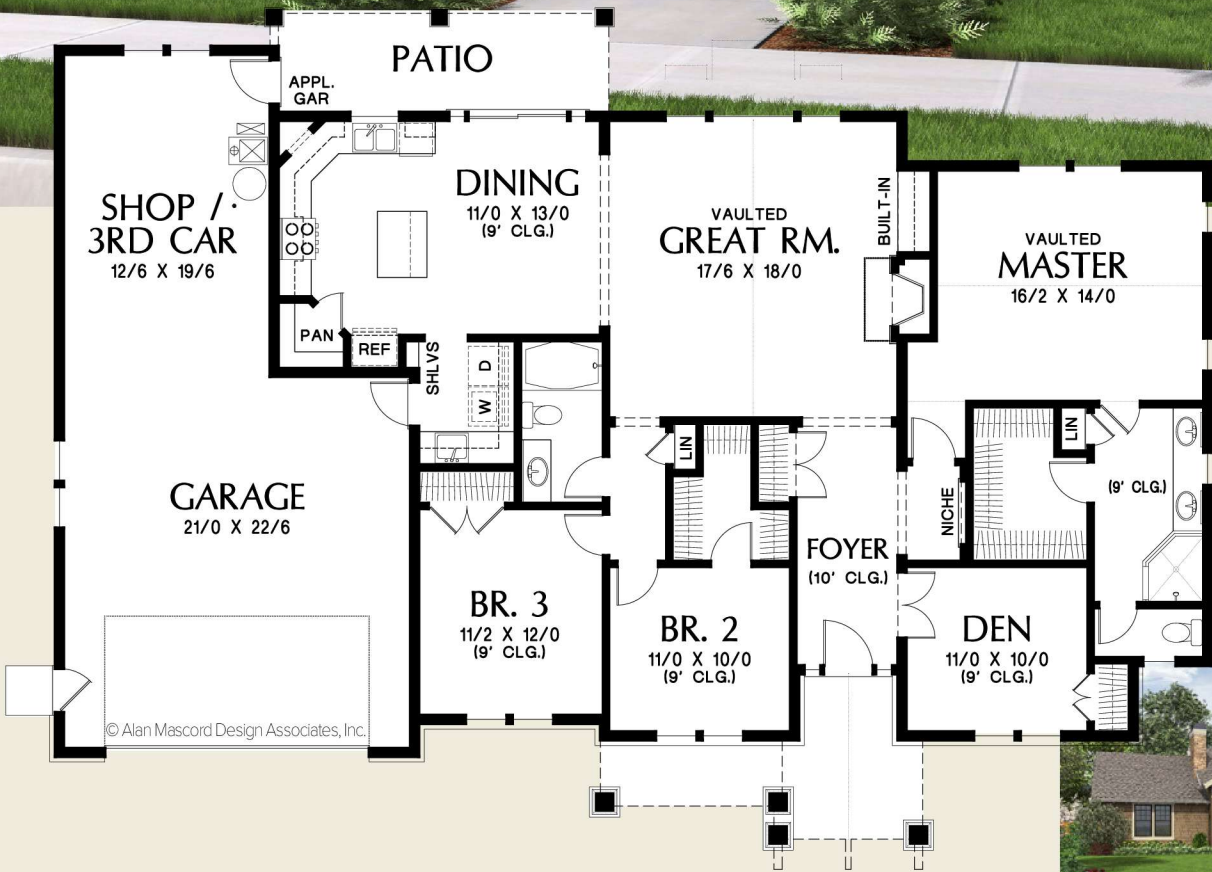 PATIO
APPL.
GAR
SHOP /
3RD CAR
12/6 X 19/6
DINING
11/0 X 13/0
(9' CLG.)
VAULTED
GREAT RM.
17/6 X 18/0
BUILT-IN
VAULTED
MASTER
16/2 X 14/0
PAN
REF
SHLVS
D
W
LIN
LIN
(9' CLG.)
NICHE
GARAGE
21/0 X 22/6
FOYER
(10' CLG.)
BR. 3
11/2 X 12/0
(9' CLG.)
BR. 2
11/0 X 10/0
(9' CLG.)
DEN
11/0 X 10/0
(9' CLG.)
© Alan Mascord Design Associates, Inc.